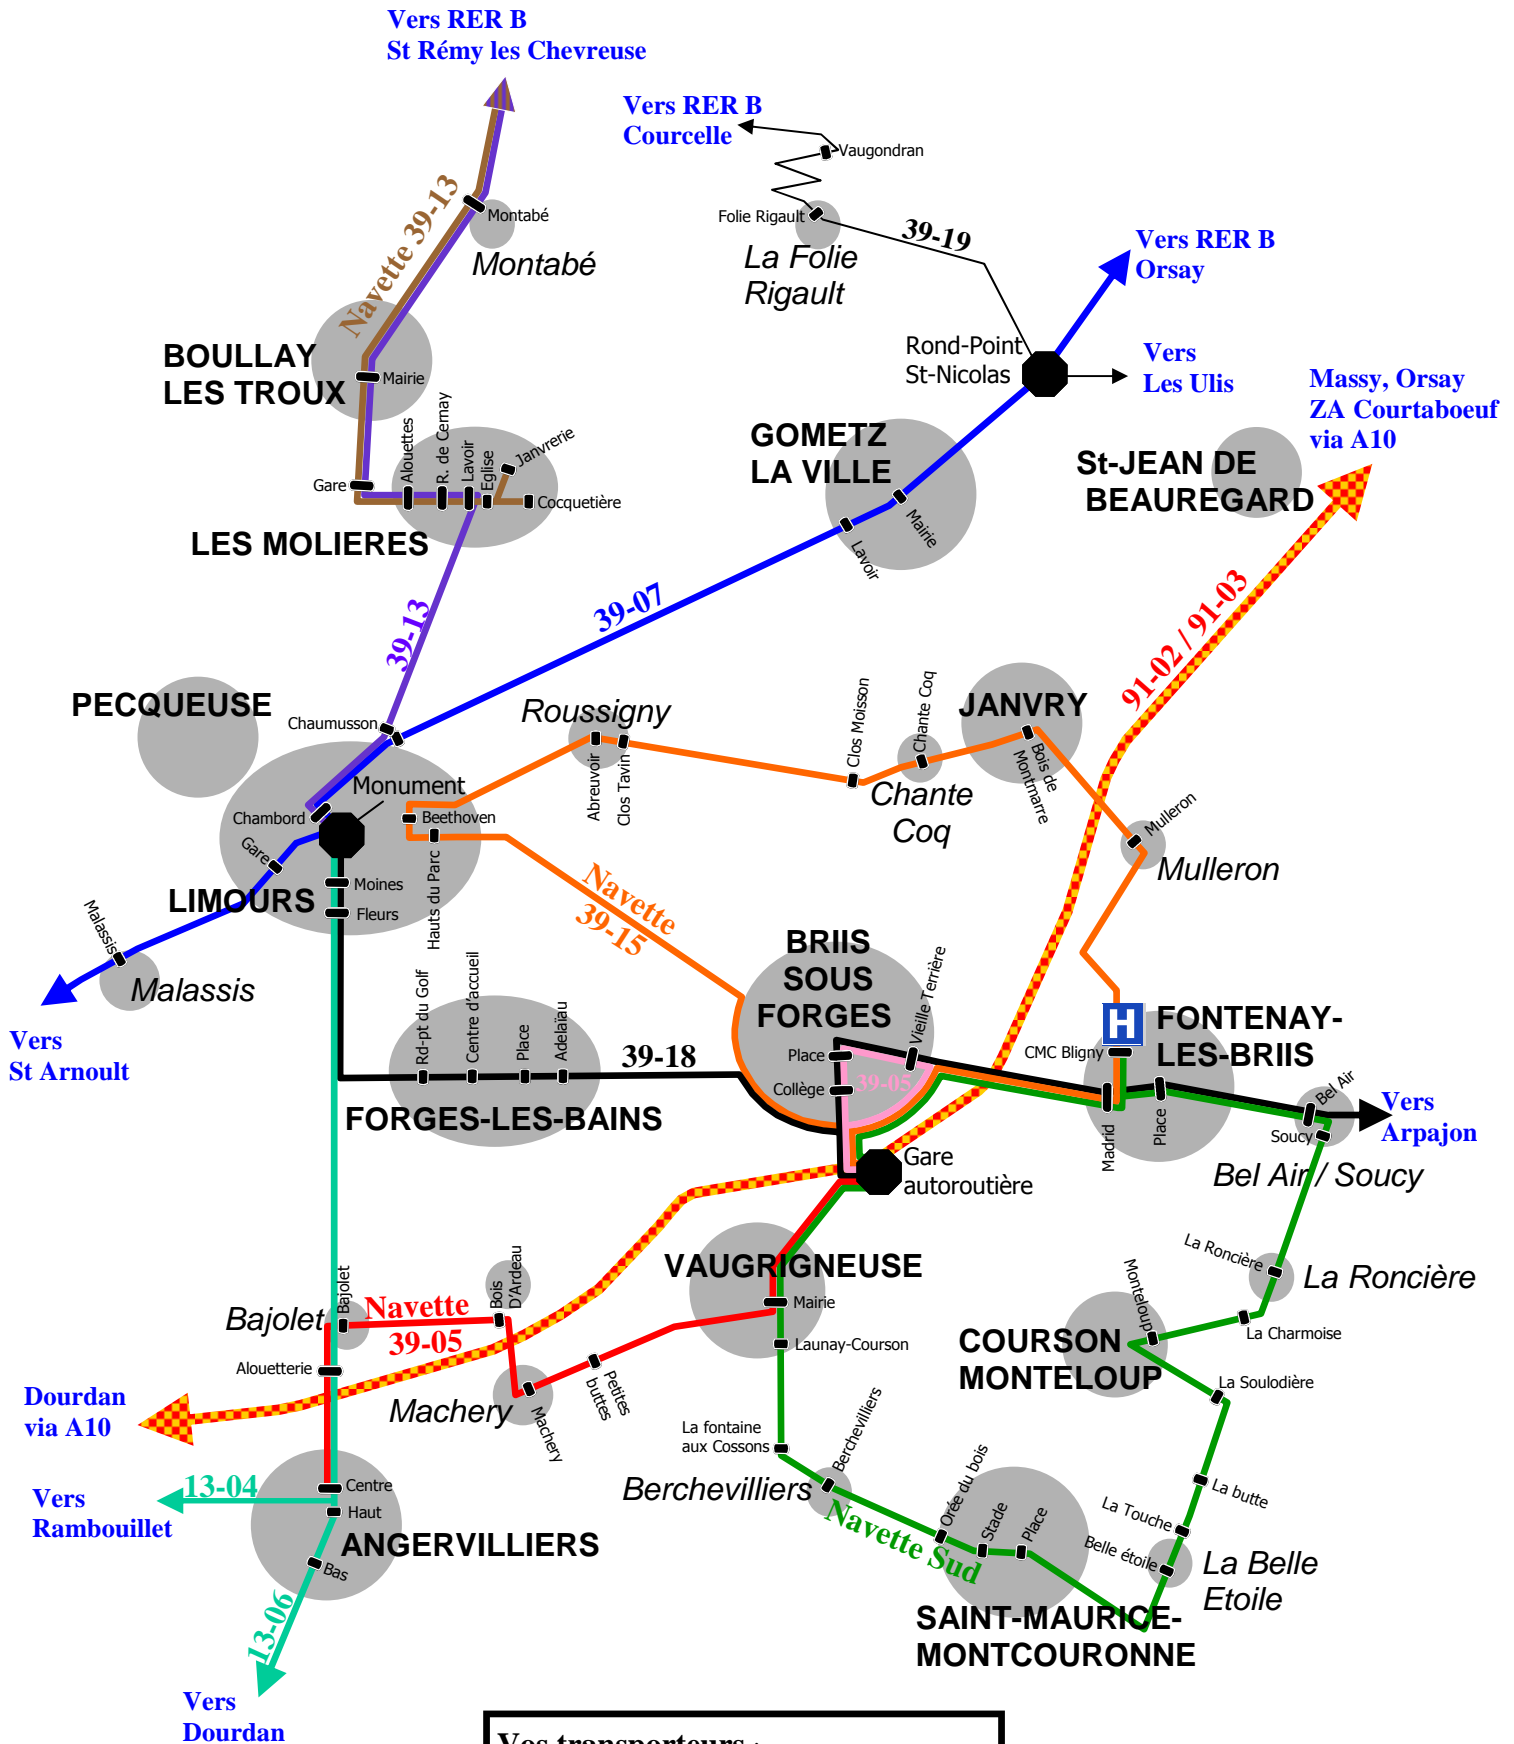 Vers RER B
St Rémy les Chevreuse
Vers RER B
Courcelle
Vaugondran
Folie Rigault
39-19
La Folie
Rigault
Navette 39-13
Montabé
Montabé
Vers RER B
Orsay
Rond-Point
St-Nicolas
Vers
Les Ulis
Massy, Orsay
ZA Courtaboeuf
via A10
BOULLAY
LES TROUX
Mairie
Gare
Alouettes
R. de Cernay
Lavoir
Eglise
Janvrerie
Cocquetière
LES MOLIERES
GOMETZ
LA VILLE
Mairie
Lavoir
St-JEAN DE
BEAUREGARD
39-13
39-07
91-02 / 91-03
PECQUEUSE
Chaumusson
Monument
Chambord
Gare
Moines
Fleurs
LIMOURS
Beethoven
Hauts du Parc
Roussigny
Abreuvoir
Clos Tavin
Clos Moisson
Chante Coq
Chante
Coq
JANVRY
Bois de
Montmarre
Mulleron
Mulleron
Malassis
Malassis
Vers
St Arnoult
Navette
39-15
BRIIS
SOUS
FORGES
Vieille Terrière
Place
Collège
39-05
Rd-pt du Golf
Centre d'accueil
Place
Adelaïau
39-18
FORGES-LES-BAINS
H
FONTENAY-
LES-BRIIS
CMC Bligny
Madrid
Place
Bel Air
Soucy
Bel Air / Soucy
Vers
Arpajon
Gare
autoroutière
VAUGRIGNEUSE
Mairie
Launay-Courson
La Roncière
La Roncière
La Charmoise
Monteloup
COURSON
MONTELOUP
La Soulodière
Bajolet
Bajolet
Navette
39-05
Bois
D'Ardeau
Alouetterie
Machery
Machery
Petites
buttes
Dourdan
via A10
La fontaine
aux Cossons
Berchevilliers
Berchevilliers
Navette Sud
Orée du bois
Stade
Place
La butte
La Touche
Belle étoile
La Belle
Etoile
SAINT-MAURICE-
MONTCOURONNE
Centre
Haut
Bas
ANGERVILLIERS
13-04
Vers
Rambouillet
13-06
Vers
Dourdan
Vos transporteurs :